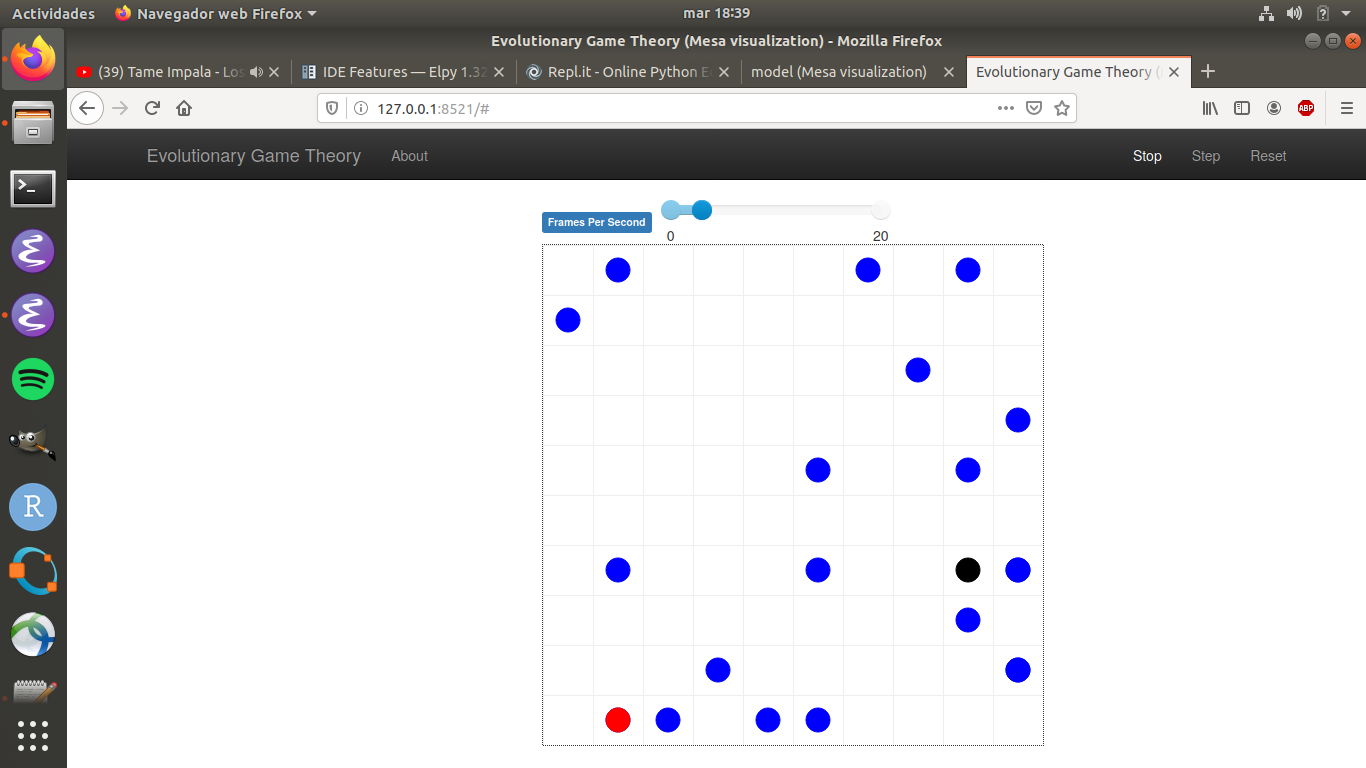 Actividades Navegador web Firefox mar 18:39
Evolutionary Game Theory (Mesa visualization) - Mozilla Firefox
(39) Tame Impala - Los IDE Features — Elpy 1.32 Repl.it - Online Python E model (Mesa visualization) Evolutionary Game Theory (
127.0.0.1:8521/# ABP
Evolutionary Game Theory About Stop Step Reset
Frames Per Second
0 20
R